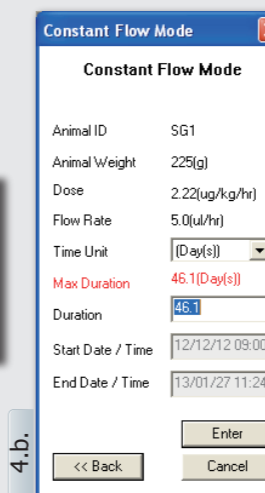 Constant Flow Mode
Constant Flow Mode
Animal ID SG1
Animal Weight 225(g)
Dose 2.22(ug/kg/hr)
Flow Rate 5.0(ul/hr)
Time Unit (Day(s))
Max Duration 46.1(Day(s))
Duration 46.1
Start Date / Time 12/12/12 09:00
End Date / Time 13/01/27 11:24
Enter
<< Back Cancel
4.b.